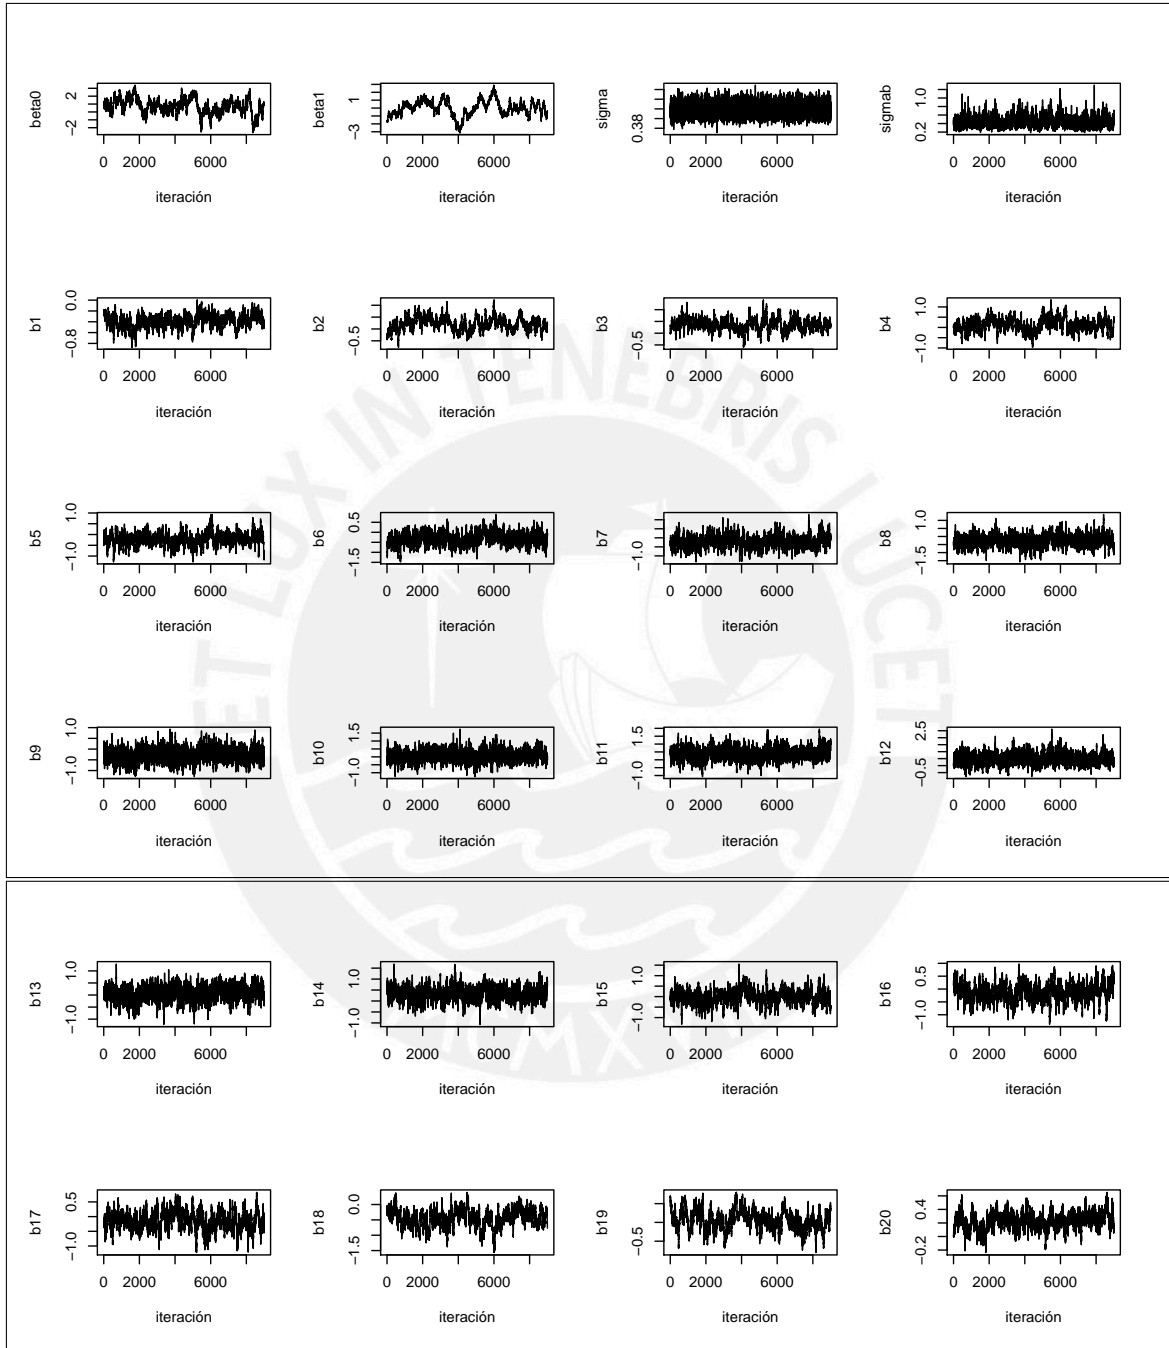 beta0 2 −2 0 2000 6000 iteración
beta1 1 −3 0 2000 6000 iteración
sigma 0.38 0 2000 6000 iteración
sigmab 1.0 0.2 0 2000 6000 iteración
b1 0.0 −0.8 0 2000 6000 iteración
b2 −0.5 0 2000 6000 iteración
b3 −0.5 0 2000 6000 iteración
b4 1.0 −1.0 0 2000 6000 iteración
b5 1.0 −1.0 0 2000 6000 iteración
b6 0.5 −1.5 0 2000 6000 iteración
b7 −1.0 0 2000 6000 iteración
b8 1.0 −1.5 0 2000 6000 iteración
b9 1.0 −1.0 0 2000 6000 iteración
b10 1.5 −1.0 0 2000 6000 iteración
b11 1.5 −1.0 0 2000 6000 iteración
b12 2.5 −0.5 0 2000 6000 iteración
b13 1.0 −1.0 0 2000 6000 iteración
b14 1.0 −1.0 0 2000 6000 iteración
b15 1.0 −1.0 0 2000 6000 iteración
b16 0.5 −1.0 0 2000 6000 iteración
b17 0.5 −1.0 0 2000 6000 iteración
b18 0.0 −1.5 0 2000 6000 iteración
b19 −0.5 0 2000 6000 iteración
b20 0.4 −0.2 0 2000 6000 iteración
ET LUX IN TENEBRIS LUCET